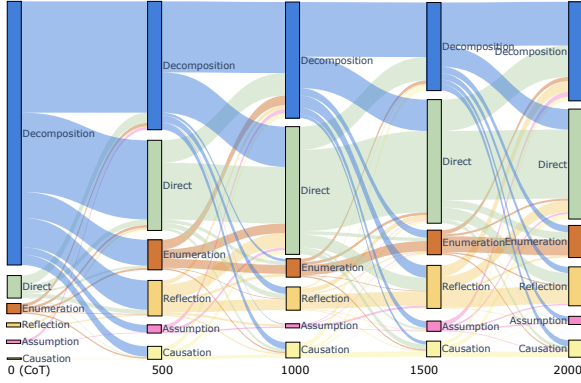 Decomposition
Direct
Enumeration
Reflection
Assumption
Causation
Decomposition
Direct
Enumeration
Reflection
Assumption
Causation
Decomposition
Direct
Enumeration
Reflection
Assumption
Causation
Decomposition
Direct
Enumeration
Reflection
Assumption
Causation
Decomposition
Direct
Enumeration
Reflection
Assumption
Causation
0 (CoT) 500 1000 1500 2000